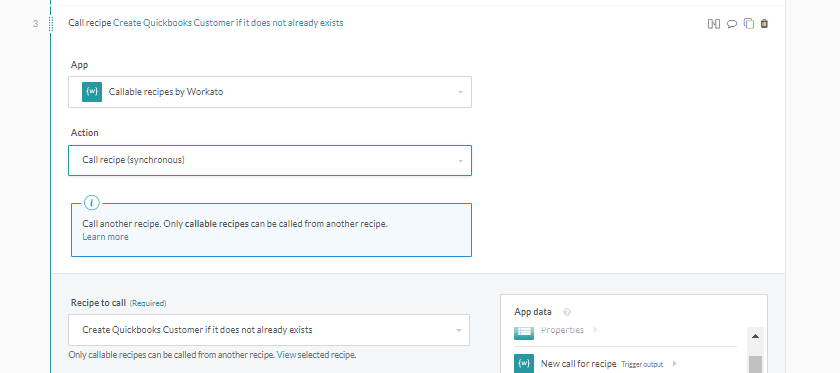 3
Call recipe Create Quickbooks Customer if it does not already exists
App
{w} Callable recipes by Workato
Action
Call recipe (synchronous)
i
Call another recipe. Only callable recipes can be called from another recipe.
Learn more
Recipe to call (Required)
Create Quickbooks Customer if it does not already exists
Only callable recipes can be called from another recipe. View selected recipe.
App data ?
Properties
{w} New call for recipe Trigger output